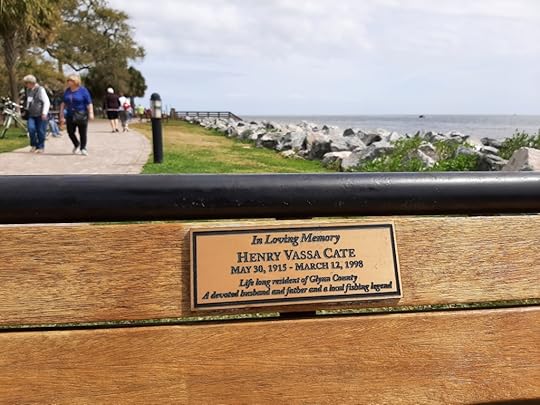 In Loving Memory
HENRY VASSA CATE
MAY 30, 1915 - MARCH 12, 1998
Life long resident of Glynn County
A devoted husband and father and a local fishing legend